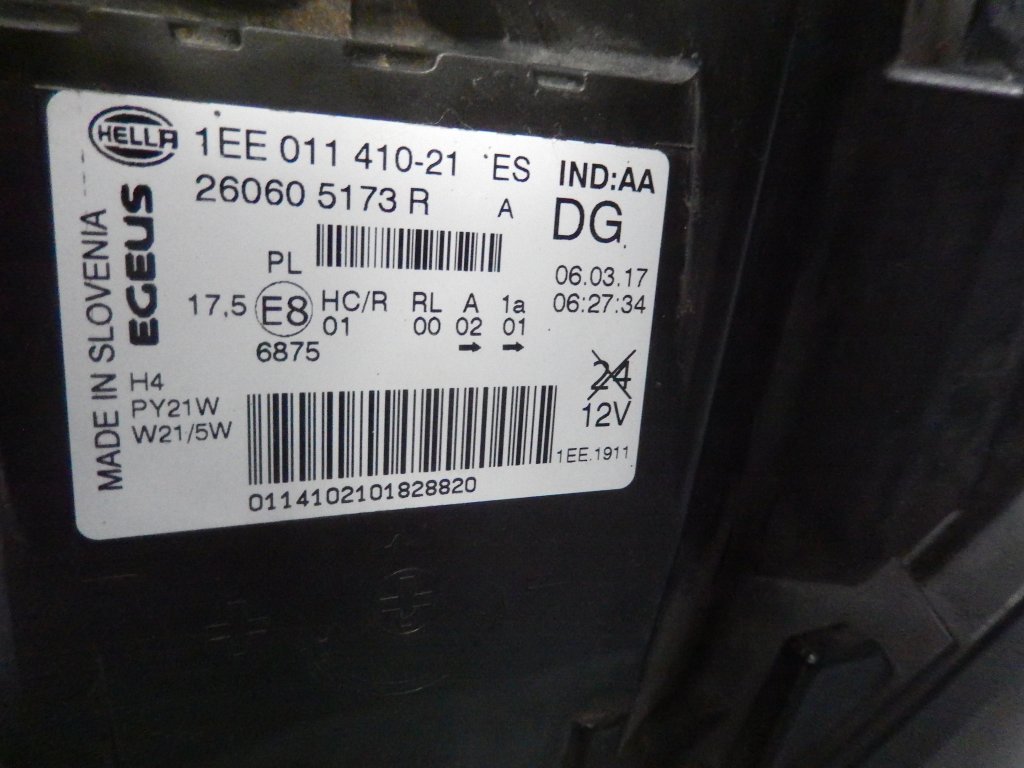 HELLA
1EE 011 410-21 ES
IND:AA
26060 5173 R A
DG
MADE IN SLOVENIA
EGEUS
PL
06.03.17
06:27:34
17,5 E8 HC/R RL A 1a
01 00 02 01
6875 → →
H4
PY21W
W21/5W
24
12V
1EE.1911
0114102101828820